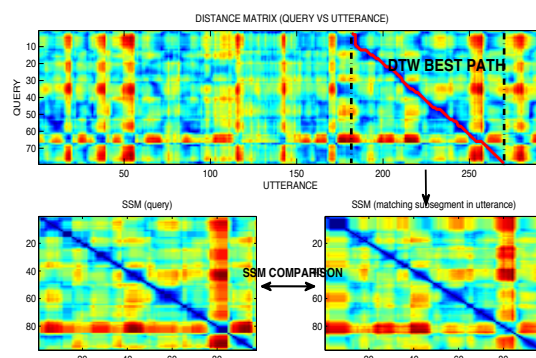 DISTANCE MATRIX (QUERY VS UTTERANCE)
DTW BEST PATH
QUERY
10
20
30
40
50
60
70
50
100
150
200
250
UTTERANCE
SSM (query)
SSM (matching subsegment in utterance)
20
40
60
80
20
40
60
80
SSM COMPARISON